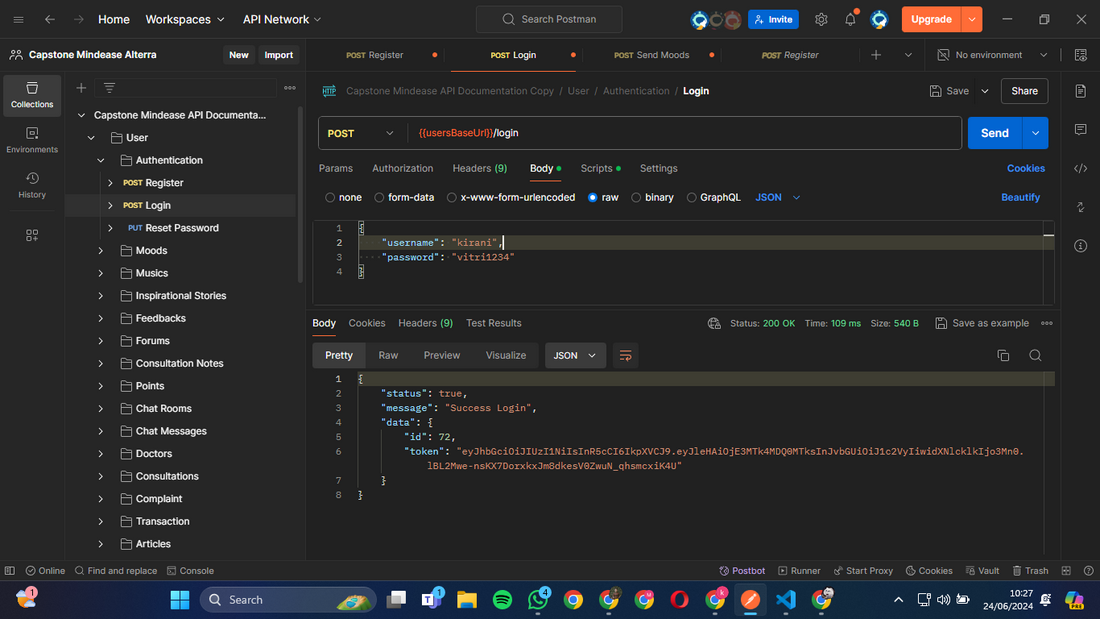 Home Workspaces API Network Search Postman Invite Upgrade
Capstone Mindease Alterra New Import POST Register POST Login POST Send Moods POST Register No environment
Collections
Environments
History
Capstone Mindease API Documenta...
User
Authentication
POST Register
POST Login
PUT Reset Password
Moods
Musics
Inspirational Stories
Feedbacks
Forums
Consultation Notes
Points
Chat Rooms
Chat Messages
Doctors
Consultations
Complaint
Transaction
Articles
HTTP Capstone Mindease API Documentation Copy / User / Authentication / Login Save Share
POST {{usersBaseUrl}}/login Send
Params Authorization Headers (9) Body Scripts Settings Cookies
none form-data x-www-form-urlencoded raw binary GraphQL JSON Beautify
1 {
2 "username": "kirani",
3 "password": "vitri1234"
4 }
Body Cookies Headers (9) Test Results Status: 200 OK Time: 109 ms Size: 540 B Save as example
Pretty Raw Preview Visualize JSON
1 {
2 "status": true,
3 "message": "Success Login",
4 "data": {
5 "id": 72,
6 "token": "eyJhbGciOiJIUzI1NiIsInR5cCI6IkpXVCJ9.eyJleHAiOjE3MTk4MDQ0MTksInJvbGUiOiJ1c2VyIiwidXNlcklkIjo3Mn0.
lBL2Mwe-nsKX7DorxkxJm8dkesV0ZwuN_qhsmcxiK4U"
7 }
8 }
Online Find and replace Console Postbot Runner Start Proxy Cookies Vault Trash
1 Search 1 4 10:27
24/06/2024